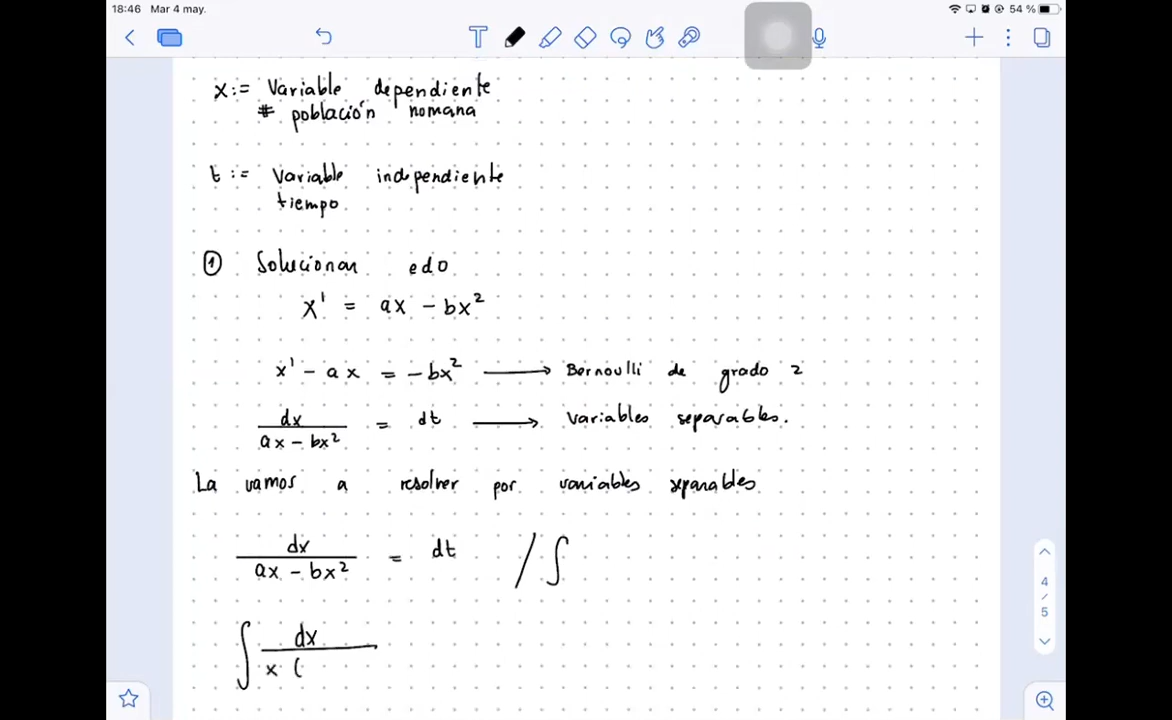 18:46 Mar 4 may. 54 %
x := Variable dependiente
# población romana
t := Variable independiente
tiempo
① Solucionar edo
x' = ax - bx²
x' - ax = -bx² → Bernoulli de grado 2
dx / (ax - bx²) = dt → Variables separables.
La vamos a resolver por variables separables
dx / (ax - bx²) = dt / ∫
∫ dx / x (
4
/
5